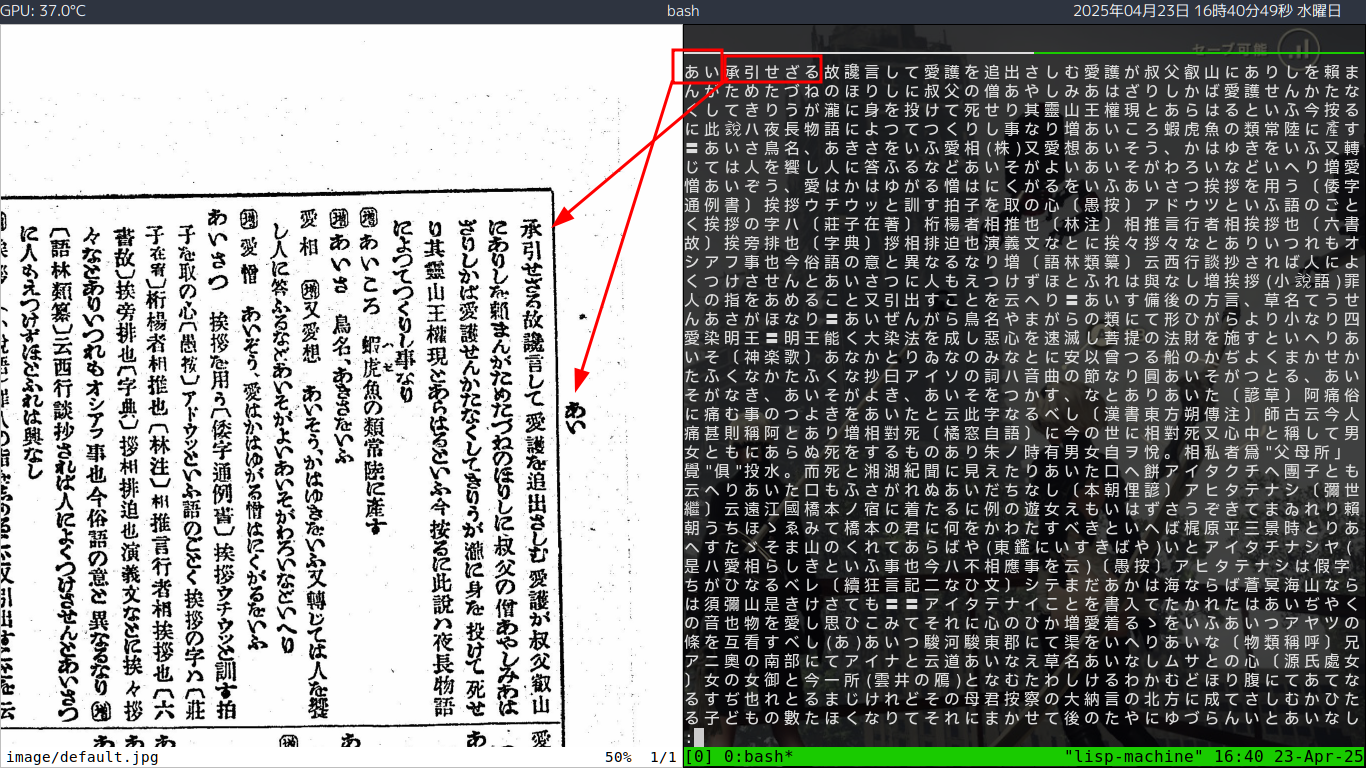 GPU: 37.0°C
bash
2025年04月23日 16時40分49秒 水曜日
あい
承引せざる故讒言して愛護を追出さしむ愛護が叔父叡山
にありしを頼まんがためたづねのほりしに叔父の僧あやしみあは
ざりしかば愛護せんかたなくしてきりうが瀧に身を投けて死せ
り其靈山王權現とあらはるといふ今按るに此説八夜長物語
によつてつくりし事なり
増あいころ 蝦虎魚の類常陸に産す
はぜ
増あいさ 鳥名、あきさをいふ
愛相 増又愛想 あいそう、かはゆきをいふ又轉じては人を饗
し人に答ふるなどあいそがよいあいそがわろいなどいへり
増愛憎 あいぞう、愛はかはゆがる憎はにくがるをいふ
あいさつ 挨拶を用う〔倭字通例書〕挨拶ウチウツと訓す拍
子を取の心〔愚按〕アドウツといふ語のごとく挨拶の字八〔莊
子在宥〕桁楊者相推也〔林注〕相推言行者相挨拶也〔六
書故〕挨旁排也〔字典〕拶相排迫也演義文などに挨々拶
々なとありいつれもオシアフ事也今俗語の意と異なるなり増
〔語林類纂〕云西行談抄されば人によくつけさせんとあいさつ
に人もえつけずほとふれは興なし
image/default.jpg
50% 1/1
セーブ可能
あい承引せざる故讒言して愛護を追出さしむ愛護が叔父叡山にありしを頼ま
んがためたづねのほりしに叔父の僧あやしみあはざりしかば愛護せんかたな
くしてきりうが瀧に身を投けて死せり其靈山王權現とあらはるといふ今按る
に此說八夜長物語によつてつくりし事なり増あいころ蝦虎魚の類常陸に產す
〓あいさ鳥名、あきさをいふ愛相(株)又愛想あいそう、かはゆきをいふ又轉
じては人を饗し人に答ふるなどあいそがよいあいそがわろいなどいへり増愛
憎あいぞう、愛はかはゆがる憎はにくがるをいふあいさつ挨拶を用う〔倭字
通例書〕挨拶ウチウッと訓す拍子を取の心〔愚按〕アドウツといふ語のごと
く挨拶の字八〔莊子在著〕桁楊者相推也〔林注〕相推言行者相挨拶也〔六書
故〕挨旁排也〔字典〕拶相排迫也演義文なとに挨々拶々なとありいつれもオ
シアフ事也今俗語の意と異なるなり増〔語林類纂〕云西行談抄されば人によ
くつけさせんとあいさつに人もえつけずほとふれは與なし増挨拶(小說語)罪
人の指をあめること又引出すことを云へり〓あいす備後の方言、草名てうせ
んあさがほなり〓あいぜんがら鳥名やまがらの類にて形ひがらより小なり四
愛染明王〓明王能く大染法を成し惡心を速滅し菩提の法財を施すといへりあ
いそ〔神楽歌〕あなかとりゐなのみなとに安以曾つる船のかぢよくまかせか
たふくなかたふくな抄曰アイソの詞八音曲の節なり圓あいそがつとる、あい
そがなき、あいそがよき、あいそをつかす、なとありあいた〔諺草〕阿痛俗
に痛む事のつよきをあいたと云此字なるべし〔漢書東方朔傳注〕師古云今人
痛甚則稱阿とあり増相對死〔橘窓自語〕に今の世に相對死又心中と稱して男
女ともにあらぬ死をするものあり朱ノ時有男女自ヲ悅。相私者爲"父母所」
覺"俱"投水。而死と湘湖紀聞に見えたりあいた口へ餅アイタクチヘ團子とも
云へりあいた口もふさがれぬあいだちなし〔本朝俚諺〕アヒタテナシ〔彌世
繼〕云遠江國橋本ノ宿に着たるに例の遊女えもいはずさうぞきてまゐれり賴
朝うちほゝゑみて橋本の君に何をかわたすべきといへば梶原平三景時とりあ
へすたゞそま山のくれてあらばや(東鑑にいすきばや)いとアイタチナシヤ(
是八愛相らしきといふ事也今八不相應事を云)〔愚按〕アヒタテナシは假字
ちがひなるベレ〔續狂言記二なひ文〕シテまだあかは海ならば蒼冥海山なら
は須彌山是きけさても〓〓アイタテナイことを書入てたかれたはあいぢやく
の音也物を愛し思ひこみてそれに心のひか增愛着るゝをいふあいつアヤツの
條を互看すべし(あ)あいつ駿河駿東郡にて渠をいへりあいな〔物類稱呼〕兄
アニ奧の南部にてアイナと云道あいなえ草名あいなしムサとの心〔源氏處女
〕女の女御と今一所(雲井の鴈)となむたわしけるわかむどほり腹にてあてな
るすぢ也れとまじけれどその母君按察の大納言の北方に成てさしむかひた
る子どもの數たほくなりてそれにまかせて後のたやにゆづらんいとあいなし
:
[0] 0:bash*
"lisp-machine" 16:40 23-Apr-25